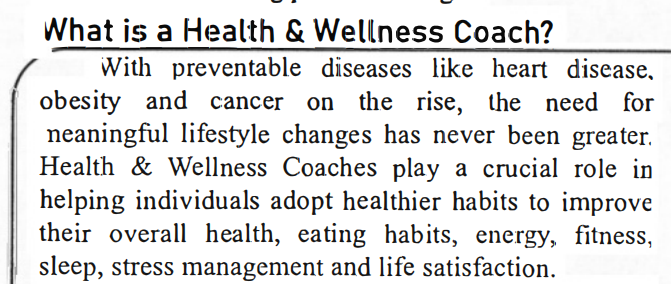 What is a Health & Wellness Coach?
With preventable diseases like heart disease,
obesity and cancer on the rise, the need for
neaningful lifestyle changes has never been greater.
Health & Wellness Coaches play a crucial role in
helping individuals adopt healthier habits to improve
their overall health, eating habits, energy, fitness,
sleep, stress management and life satisfaction.